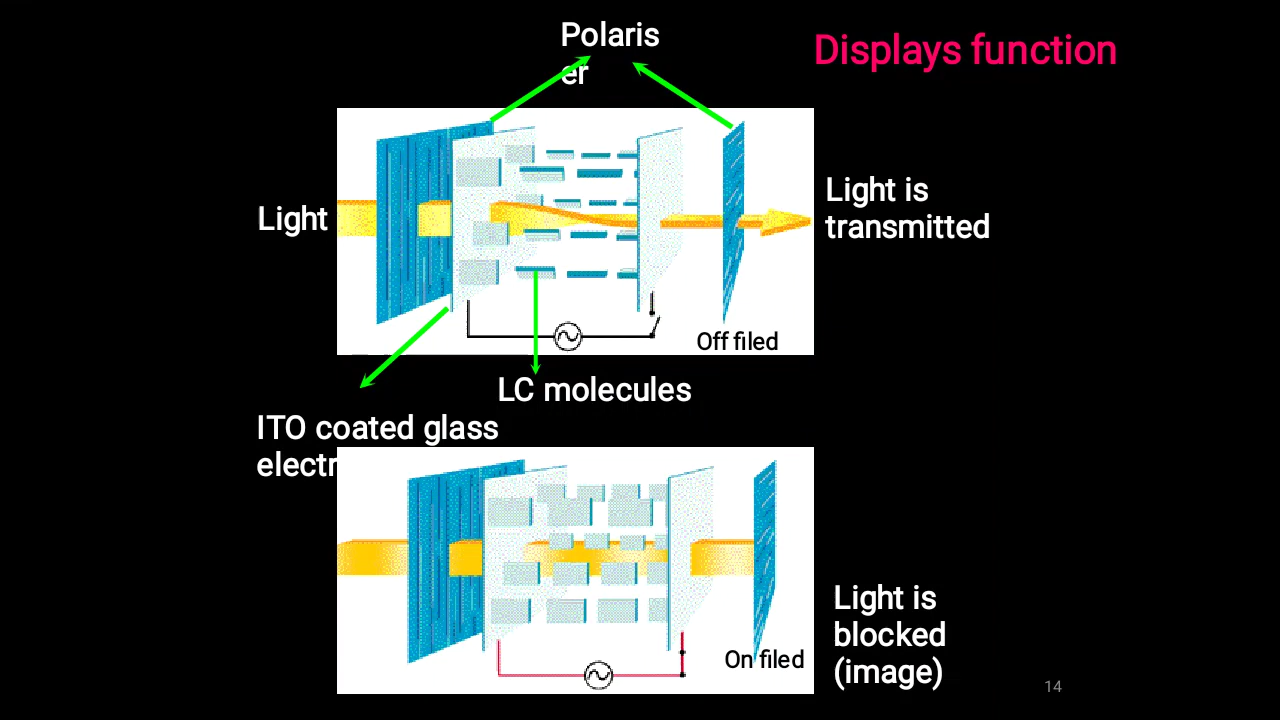 Polaris
er
Displays function
Light
Light is
transmitted
Off filed
LC molecules
ITO coated glass
electr
On filed
Light is
blocked
(image)
14